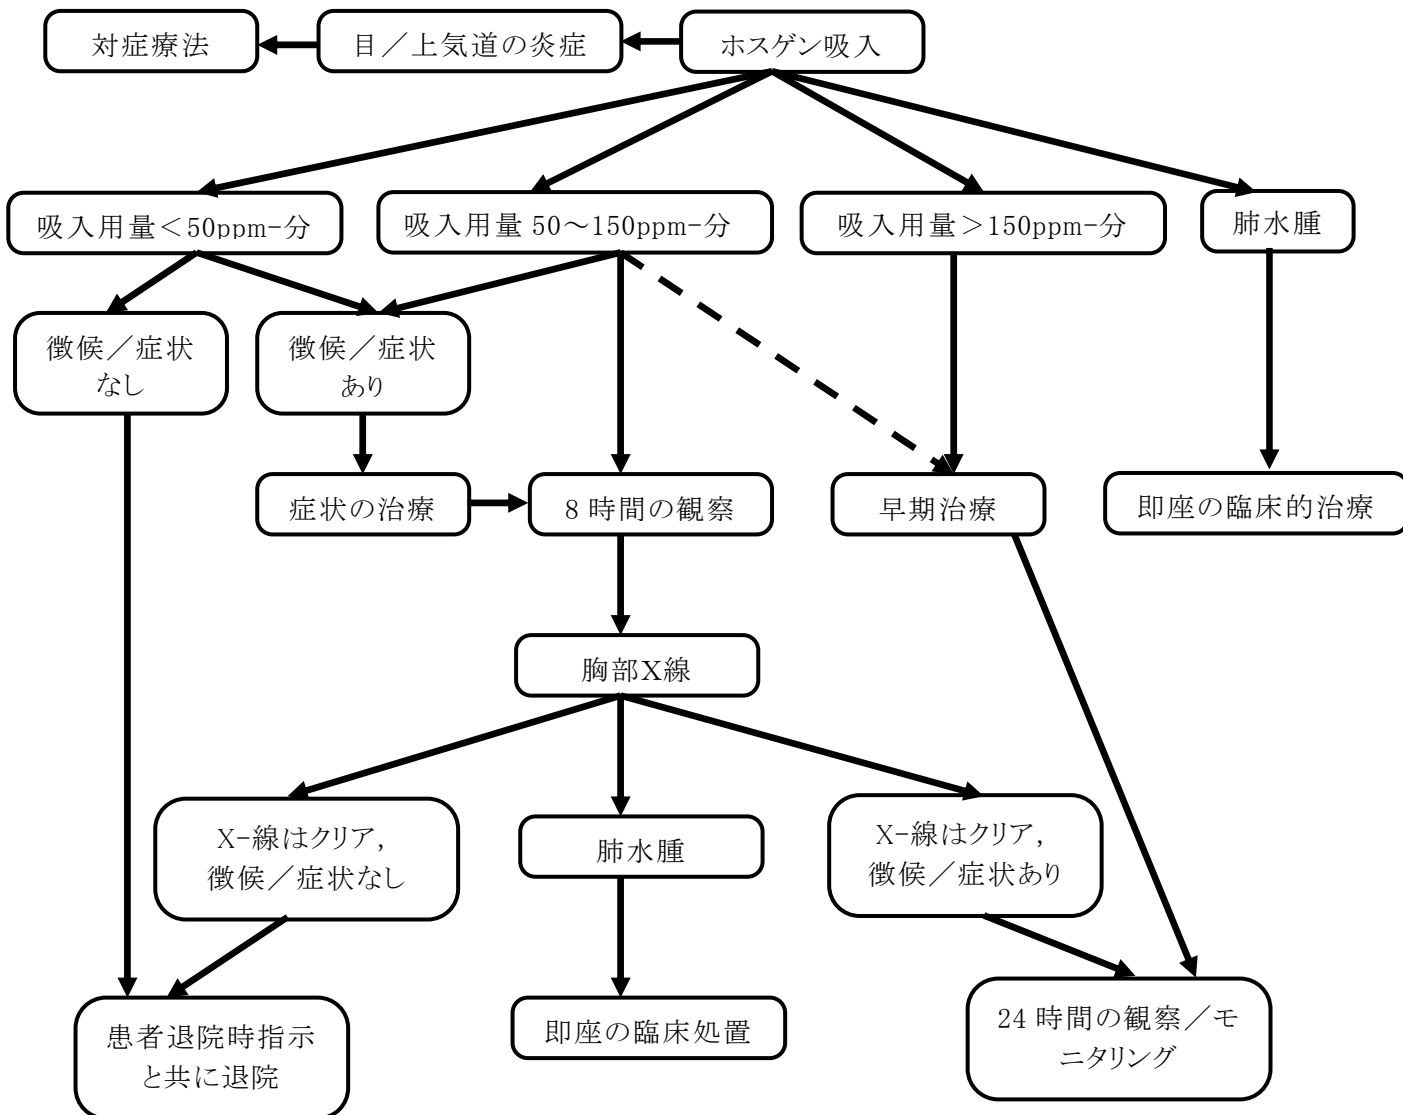 対症療法
目／上気道の炎症
ホスゲン吸入
吸入用量＜50ppm-分
吸入用量 50～150ppm-分
吸入用量＞150ppm-分
肺水腫
徴候／症状
なし
徴候／症状
あり
症状の治療
8 時間の観察
早期治療
即座の臨床的治療
胸部X線
X-線はクリア，
徴候／症状なし
肺水腫
X-線はクリア，
徴候／症状あり
患者退院時指示
と共に退院
即座の臨床処置
24 時間の観察／モ
ニタリング